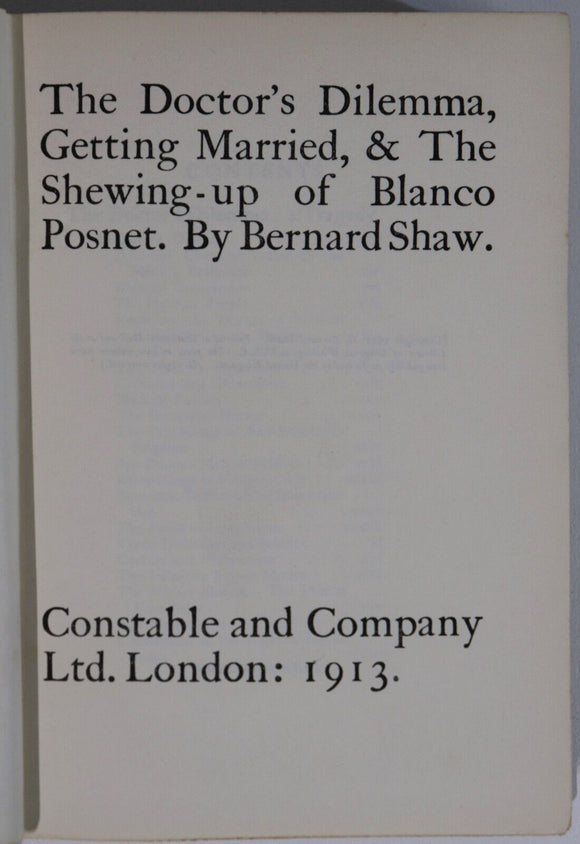 The Doctor's Dilemma,
Getting Married, & The
Shewing-up of Blanco
Posnet. By Bernard Shaw.
Constable and Company
Ltd. London: 1913.